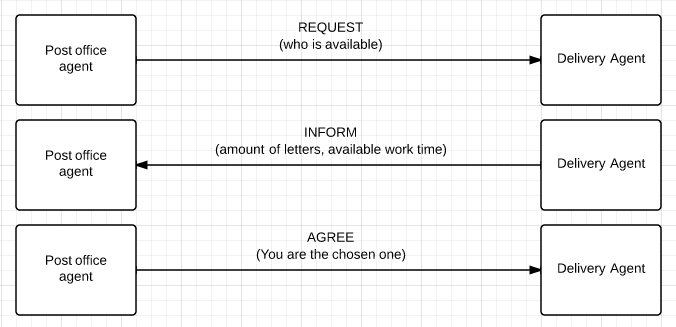 Post office
agent
REQUEST
(who is available)
Delivery Agent
Post office
agent
INFORM
(amount of letters, available work time)
Delivery Agent
Post office
agent
AGREE
(You are the chosen one)
Delivery Agent